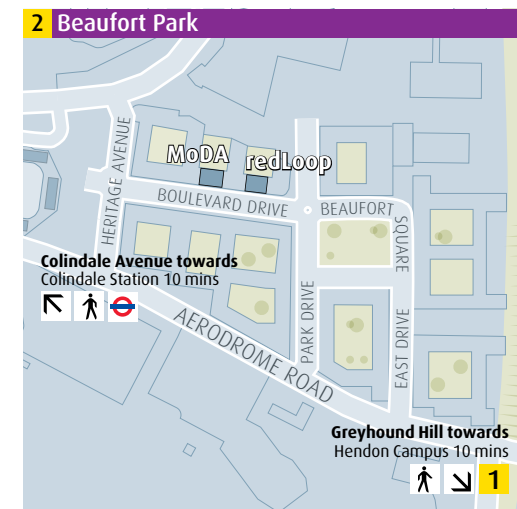 2 Beaufort Park
MoDA
redLoop
HERITAGE AVENUE
BOULEVARD DRIVE
BEAUFORT
SQUARE
Colindale Avenue towards
Colindale Station 10 mins
PARK DRIVE
EAST DRIVE
AERODROME ROAD
Greyhound Hill towards
Hendon Campus 10 mins
1